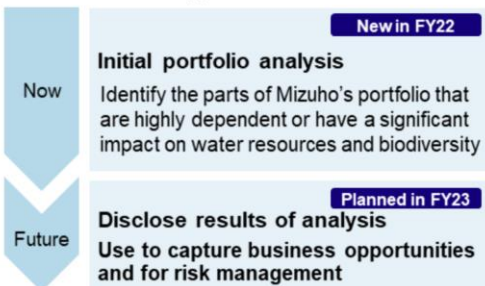 New in FY22
Now
Initial portfolio analysis
Identify the parts of Mizuho's portfolio that
are highly dependent or have a significant
impact on water resources and biodiversity
Planned in FY23
Future
Disclose results of analysis
Use to capture business opportunities
and for risk management